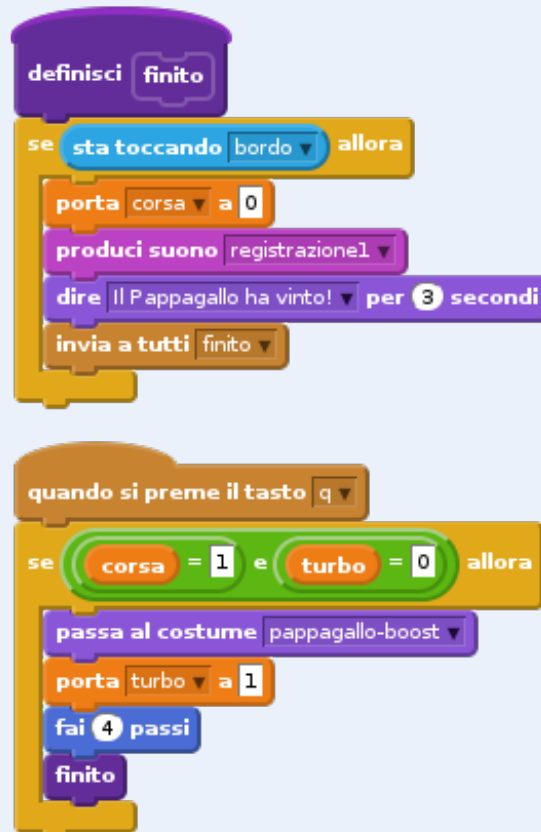 definisci finito
se sta toccando bordo allora
porta corsa a 0
produci suono registrazione1
dire Il Pappagallo ha vinto! per 3 secondi
invia a tutti finito
quando si preme il tasto q
se corsa = 1 e turbo = 0 allora
passa al costume pappagallo-boost
porta turbo a 1
fai 4 passi
finito